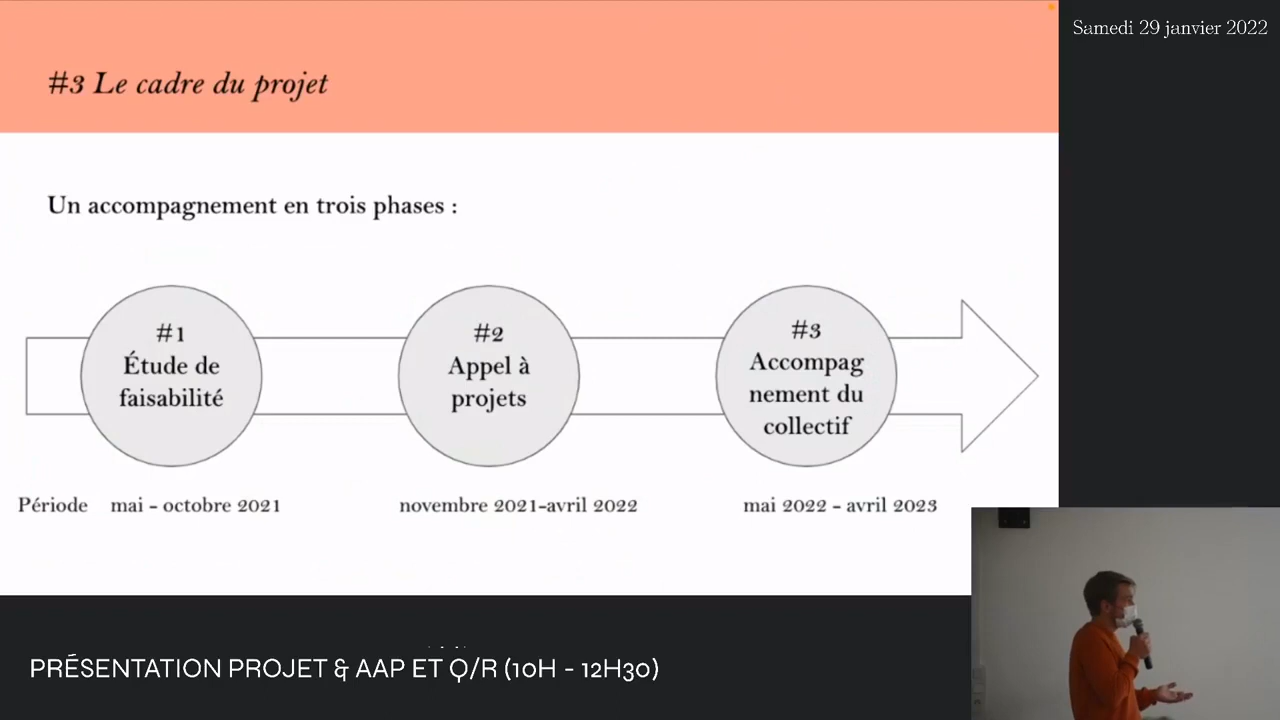 Samedi 29 janvier 2022
#3 Le cadre du projet
Un accompagnement en trois phases :
#1
Étude de
faisabilité
#2
Appel à
projets
#3
Accompag
nement du
collectif
Période mai - octobre 2021
novembre 2021-avril 2022
mai 2022 - avril 2023
PRÉSENTATION PROJET & AAP ET Q/R (10H - 12H30)